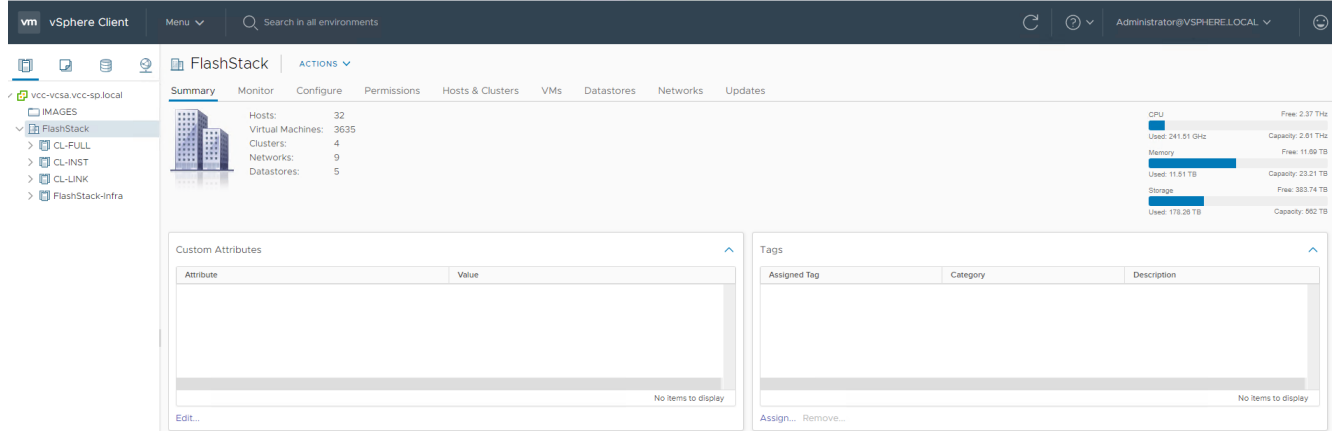 vm vSphere Client Menu Search in all environments Administrator@VSPHERE.LOCAL
vcc-vcsa.vcc-sp.local
IMAGES
FlashStack
CL-FULL
CL-INST
CL-LINK
FlashStack-Infra
FlashStack ACTIONS
Summary Monitor Configure Permissions Hosts & Clusters VMs Datastores Networks Updates
Hosts: 32
Virtual Machines: 3635
Clusters: 4
Networks: 9
Datastores: 5
CPU Free: 2.37 THz
Used: 241.51 GHz Capacity: 2.61 THz
Memory Free: 11.69 TB
Used: 11.51 TB Capacity: 23.21 TB
Storage Free: 383.74 TB
Used: 178.26 TB Capacity: 562 TB
Custom Attributes
Attribute Value
No items to display
Edit...
Tags
Assigned Tag Category Description
No items to display
Assign... Remove...